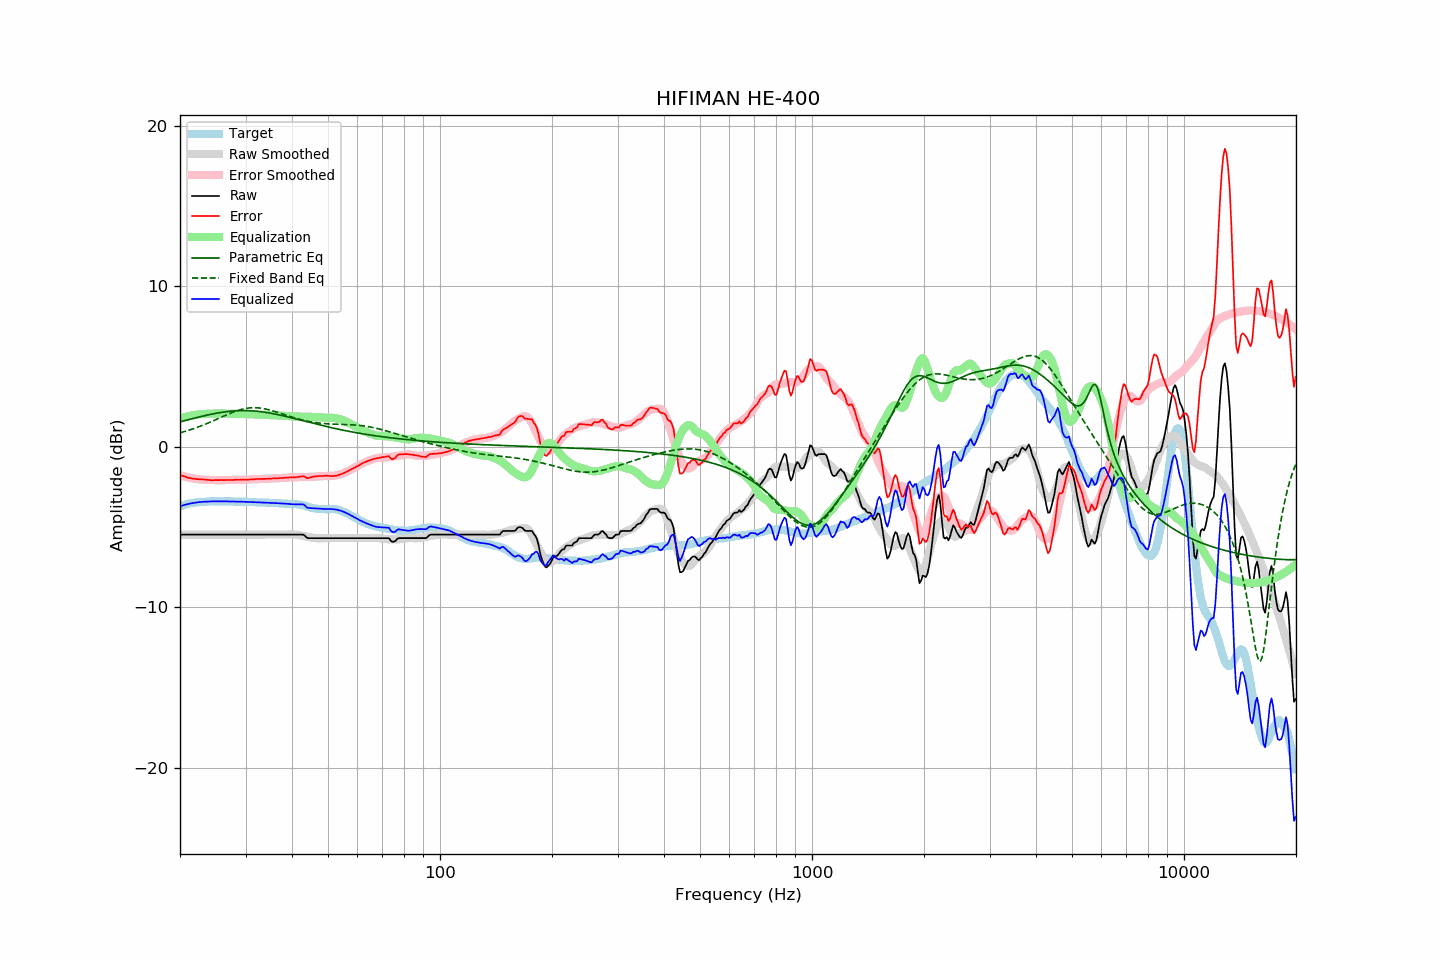 HIFIMAN HE-400
20
10
0
−10
−20
Amplitude (dBr)
Target
Raw Smoothed
Error Smoothed
Raw
Error
Equalization
Parametric Eq
Fixed Band Eq
Equalized
100
1000
10000
Frequency (Hz)